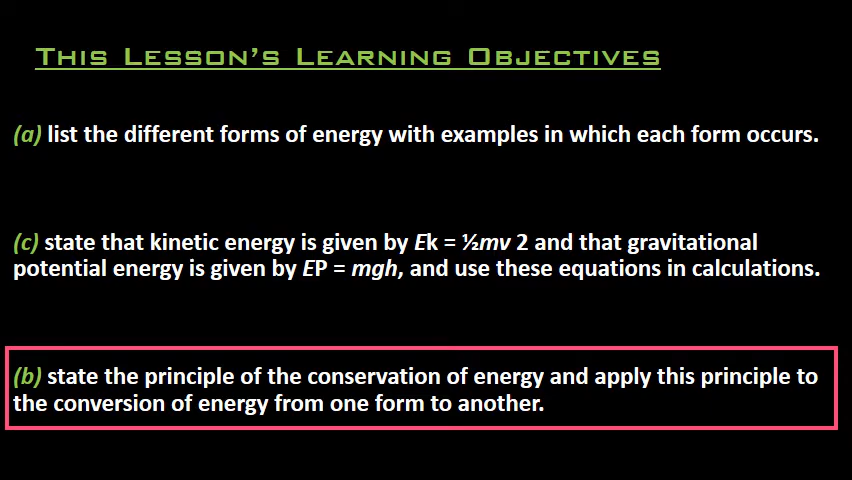 This Lesson's Learning Objectives
(a) list the different forms of energy with examples in which each form occurs.
(c) state that kinetic energy is given by Ek = ½mv 2 and that gravitational
potential energy is given by EP = mgh, and use these equations in calculations.
(b) state the principle of the conservation of energy and apply this principle to
the conversion of energy from one form to another.